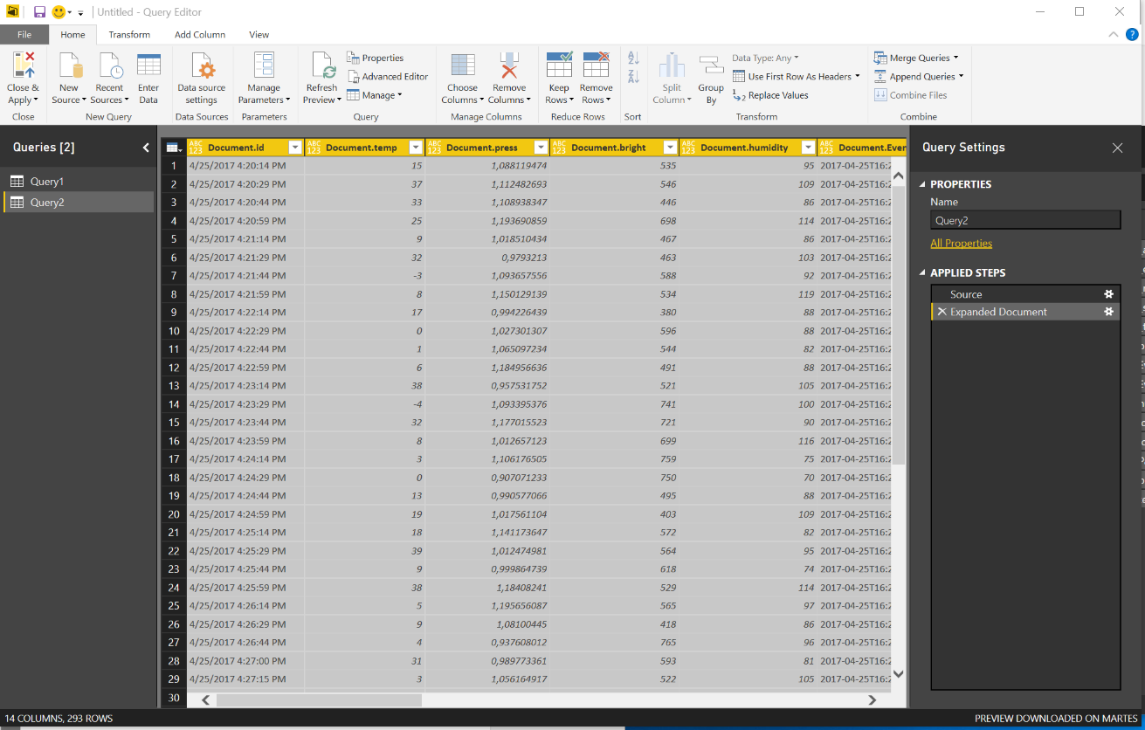 Untitled - Query Editor
File Home Transform Add Column View
Close & Apply
New Source
Recent Sources
Enter Data
Data source settings
Manage Parameters
Refresh Preview
Properties
Advanced Editor
Manage
Choose Columns
Remove Columns
Keep Rows
Remove Rows
Split Column
Group By
Data Type: Any
Use First Row As Headers
Replace Values
Merge Queries
Append Queries
Combine Files
Close New Query Data Sources Parameters Query Manage Columns Reduce Rows Sort Transform Combine
Queries [2]
Query1
Query2
ABC 123 Document.id ABC 123 Document.temp ABC 123 Document.press ABC 123 Document.bright ABC 123 Document.humidity ABC 123 Document.Even
1 4/25/2017 4:20:14 PM 15 1,088119474 535 95 2017-04-25T16:2
2 4/25/2017 4:20:29 PM 37 1,112482693 546 109 2017-04-25T16:2
3 4/25/2017 4:20:44 PM 33 1,108938347 446 86 2017-04-25T16:2
4 4/25/2017 4:20:59 PM 25 1,193690859 698 114 2017-04-25T16:2
5 4/25/2017 4:21:14 PM 9 1,018510434 467 86 2017-04-25T16:2
6 4/25/2017 4:21:29 PM 32 0,9793213 463 103 2017-04-25T16:2
7 4/25/2017 4:21:44 PM -3 1,093657556 588 92 2017-04-25T16:2
8 4/25/2017 4:21:59 PM 8 1,150129139 534 119 2017-04-25T16:2
9 4/25/2017 4:22:14 PM 17 0,994226439 380 88 2017-04-25T16:2
10 4/25/2017 4:22:29 PM 0 1,027301307 596 88 2017-04-25T16:2
11 4/25/2017 4:22:44 PM 1 1,065097234 544 82 2017-04-25T16:2
12 4/25/2017 4:22:59 PM 6 1,184956636 491 88 2017-04-25T16:2
13 4/25/2017 4:23:14 PM 38 0,957531752 521 105 2017-04-25T16:2
14 4/25/2017 4:23:29 PM -4 1,093395376 741 100 2017-04-25T16:2
15 4/25/2017 4:23:44 PM 32 1,177015523 721 90 2017-04-25T16:2
16 4/25/2017 4:23:59 PM 8 1,012657123 699 116 2017-04-25T16:2
17 4/25/2017 4:24:14 PM 3 1,106176505 759 75 2017-04-25T16:2
18 4/25/2017 4:24:29 PM 0 0,907071233 750 70 2017-04-25T16:2
19 4/25/2017 4:24:44 PM 13 0,990577066 495 88 2017-04-25T16:2
20 4/25/2017 4:24:59 PM 19 1,017561104 403 109 2017-04-25T16:2
21 4/25/2017 4:25:14 PM 18 1,141173647 572 82 2017-04-25T16:2
22 4/25/2017 4:25:29 PM 39 1,012474981 564 95 2017-04-25T16:2
23 4/25/2017 4:25:44 PM 9 0,999864739 618 74 2017-04-25T16:2
24 4/25/2017 4:25:59 PM 38 1,18408241 529 114 2017-04-25T16:2
25 4/25/2017 4:26:14 PM 5 1,195656087 565 97 2017-04-25T16:2
26 4/25/2017 4:26:29 PM 9 1,08100445 418 86 2017-04-25T16:2
27 4/25/2017 4:26:44 PM 4 0,937608012 765 96 2017-04-25T16:2
28 4/25/2017 4:27:00 PM 31 0,989773361 593 81 2017-04-25T16:2
29 4/25/2017 4:27:15 PM 3 1,056164917 522 105 2017-04-25T16:2
30
Query Settings
PROPERTIES
Name
Query2
All Properties
APPLIED STEPS
Source
Expanded Document
14 COLUMNS, 293 ROWS
PREVIEW DOWNLOADED ON MARTES